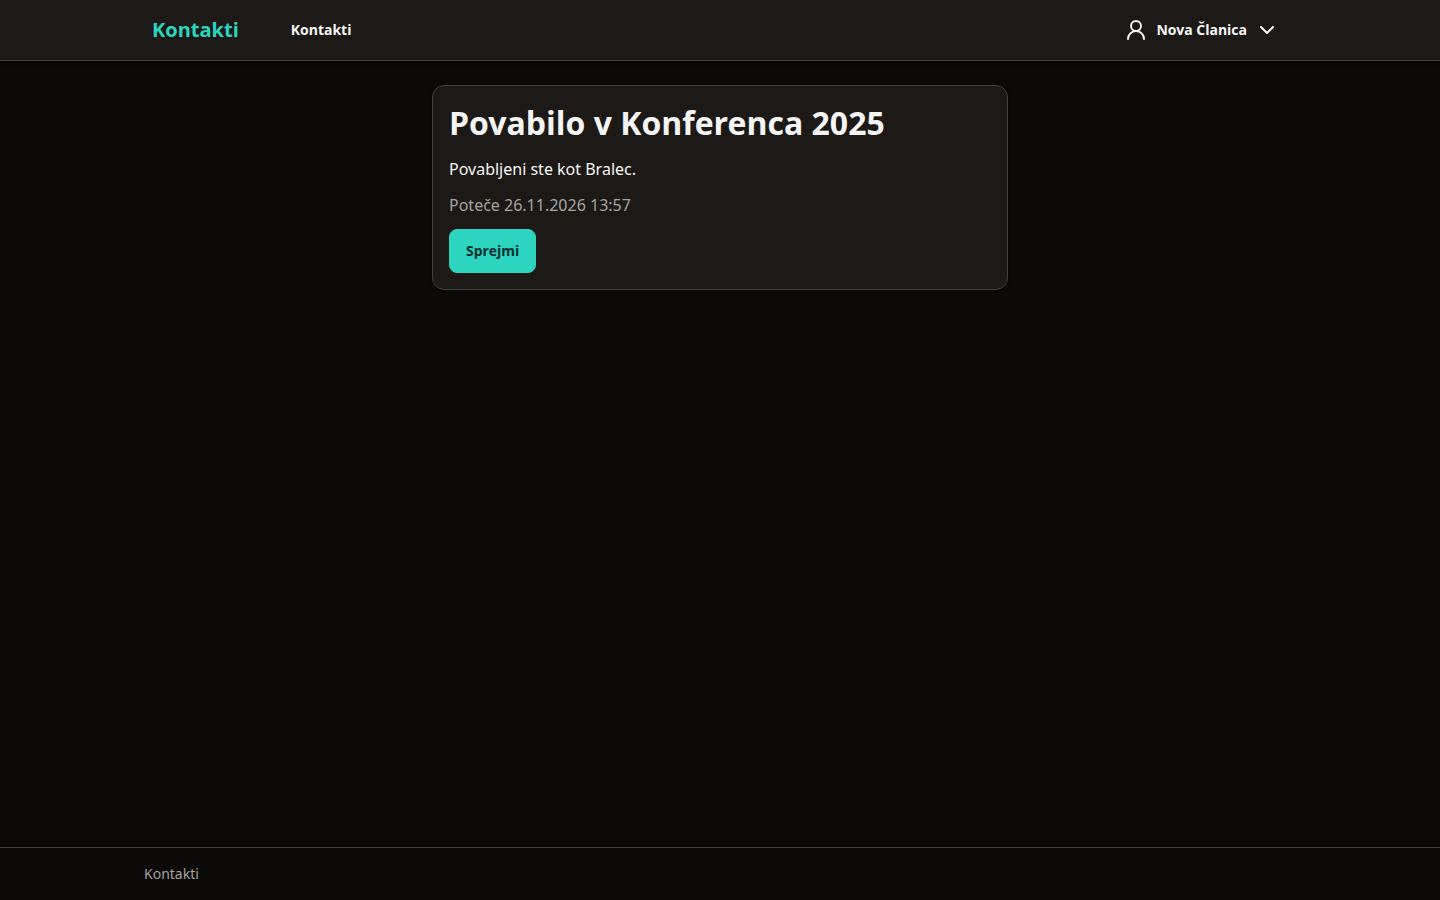 Kontakti
Kontakti
Nova Članica
Povabilo v Konferenca 2025
Povabljeni ste kot Bralec.
Poteče 26.11.2026 13:57
Sprejmi
Kontakti